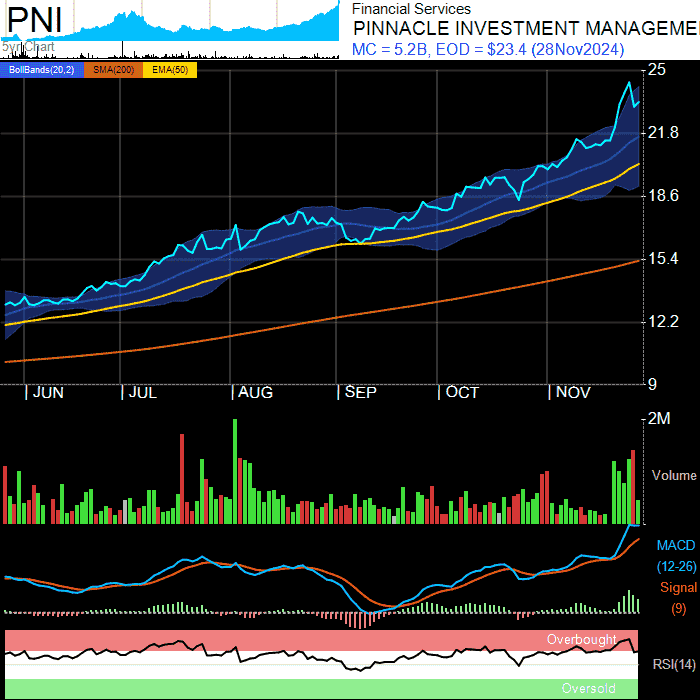 PNI
5yr Chart
Financial Services
PINNACLE INVESTMENT MANAGEME
MC = 5.2B, EOD = $23.4 (28Nov2024)
BollBands(20,2) SMA(200) EMA(50)
25
21.8
18.6
15.4
12.2
9
JUN JUL AUG SEP OCT NOV
2M
Volume
MACD
(12-26)
Signal
(9)
Overbought
RSI(14)
Oversold